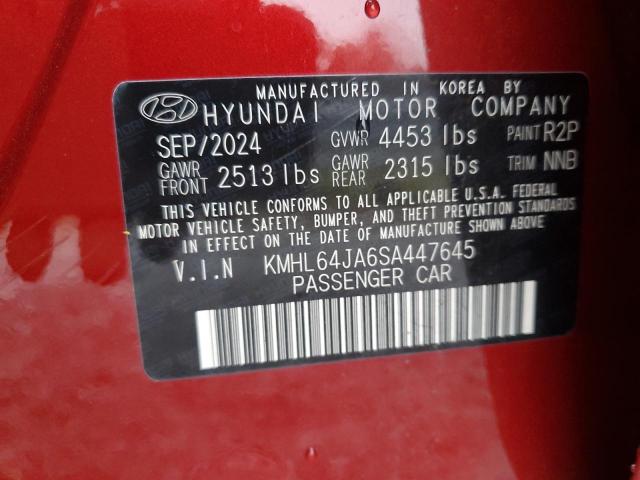 MANUFACTURED IN KOREA BY
HYUNDAI MOTOR COMPANY
SEP/2024 GVWR 4453 lbs PAINT R2P
GAWR FRONT 2513 lbs GAWR REAR 2315 lbs TRIM NNB
THIS VEHICLE CONFORMS TO ALL APPLICABLE U.S.A. FEDERAL
MOTOR VEHICLE SAFETY, BUMPER, AND THEFT PREVENTION STANDARDS
IN EFFECT ON THE DATE OF MANUFACTURE SHOWN ABOVE.
V.I.N KMHL64JA6SA447645
PASSENGER CAR